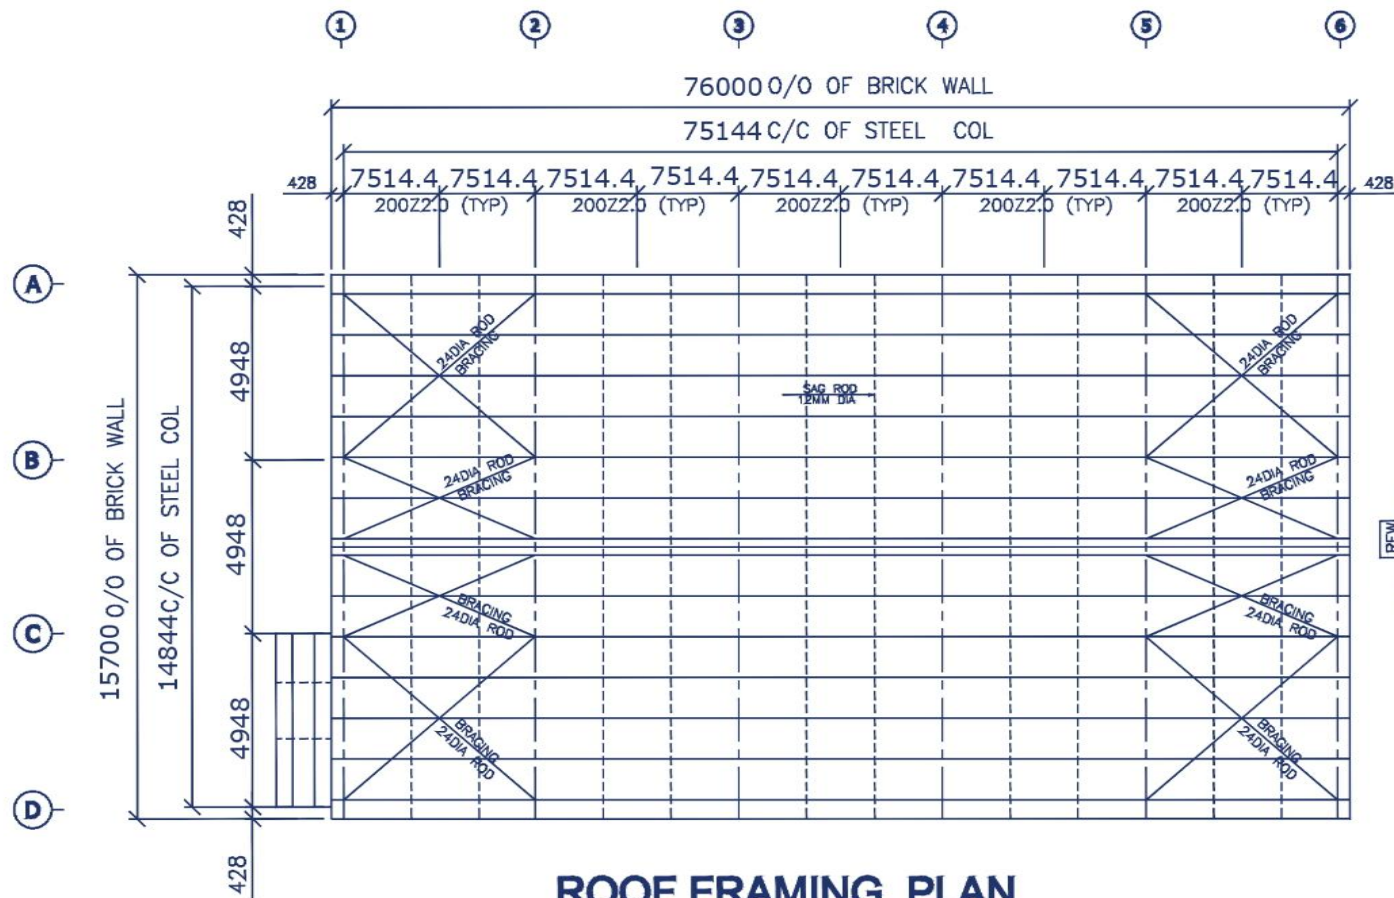 1 2 3 4 5 6
76000 O/O OF BRICK WALL
75144 C/C OF STEEL COL
428 7514.4 7514.4 7514.4 7514.4 7514.4 7514.4 7514.4 7514.4 7514.4 7514.4 428
200Z2.0 (TYP) 200Z2.0 (TYP) 200Z2.0 (TYP) 200Z2.0 (TYP) 200Z2.0 (TYP)
428
A
24DIA ROD
BRACING
24DIA ROD
BRACING
4948
SAG ROD
12MM DIA
B
24DIA ROD
BRACING
24DIA ROD
BRACING
15700 O/O OF BRICK WALL
14844 C/C OF STEEL COL
4948
C
BRACING
24DIA ROD
BRACING
24DIA ROD
4948
BRACING
24DIA ROD
BRACING
24DIA ROD
D
428
ROOF FRAMING PLAN